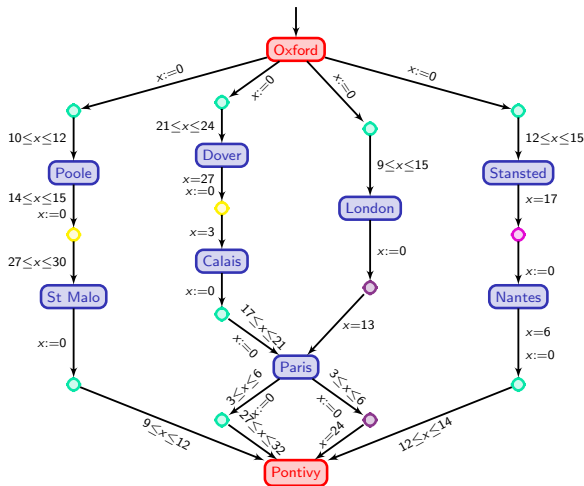 Oxford
x:=0
x:=0
x:=0
x:=0
10≤x≤12
21≤x≤24
9≤x≤15
12≤x≤15
Poole
Dover
London
Stansted
14≤x≤15
x:=0
x=27
x:=0
x=17
27≤x≤30
x=3
x:=0
x:=0
St Malo
Calais
Nantes
x:=0
x:=0
17≤x≤21
x:=0
x=13
x=6
x:=0
Paris
3≤x≤6
x:=0
3≤x≤6
x:=0
9≤x≤12
27≤x≤32
x=24
12≤x≤14
Pontivy